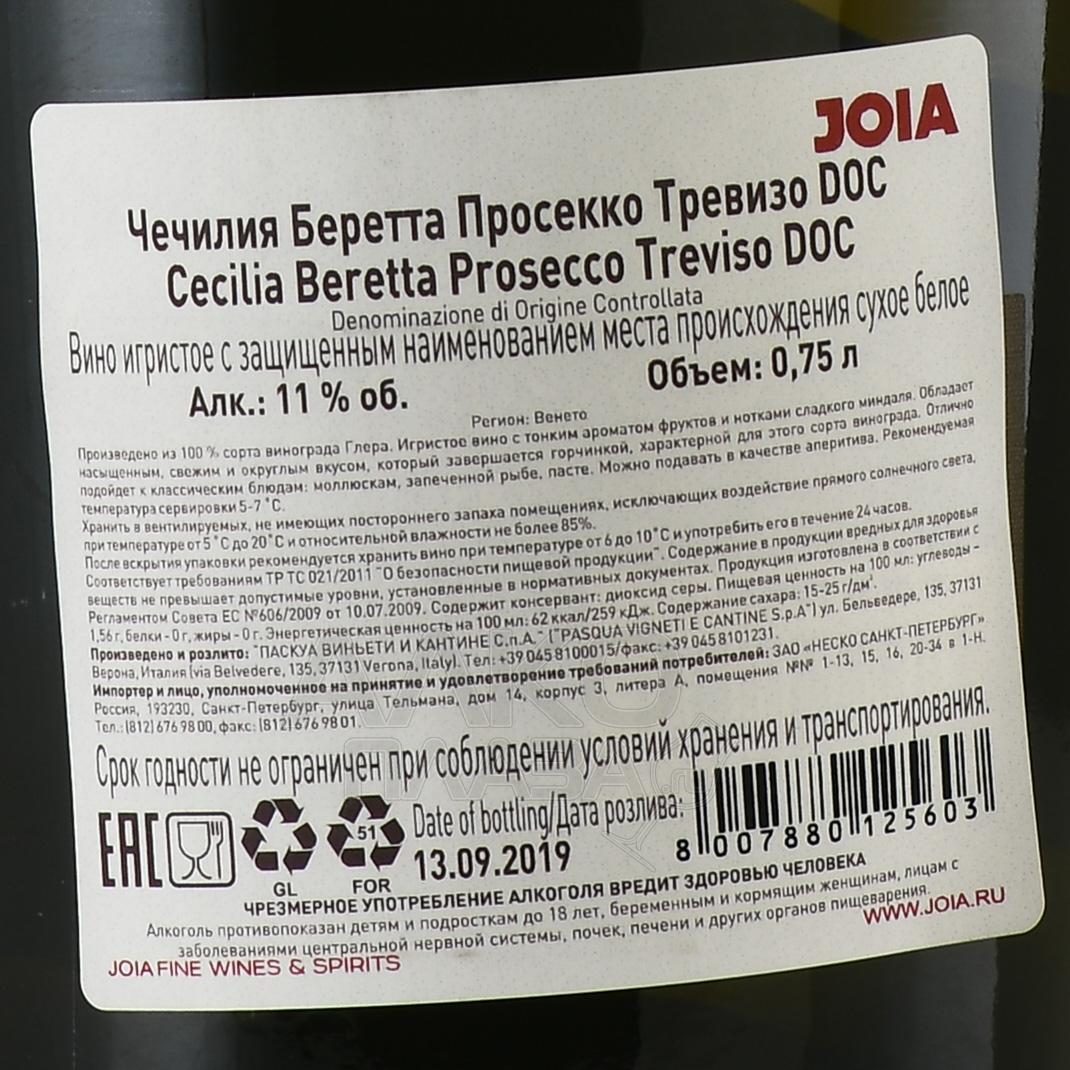 JOIA
Чечилия Беретта Просекко Тревизо DOC
Cecilia Beretta Prosecco Treviso DOC
Denominazione di Origine Controllata
Вино игристое с защищенным наименованием места происхождения сухое белое
Алк.: 11 % об. Объем: 0,75 л
Регион: Венето
Произведено из 100 % сорта винограда Глера. Игристое вино с тонким ароматом фруктов и нотками сладкого миндаля. Обладает
насыщенным, свежим и округлым вкусом, который завершается горчинкой, характерной для этого сорта винограда. Отлично
подойдет к классическим блюдам: моллюскам, запеченной рыбе, пасте. Можно подавать в качестве аперитива. Рекомендуемая
температура сервировки 5-7 °C.
Хранить в вентилируемых, не имеющих постороннего запаха помещениях, исключающих воздействие прямого солнечного света,
при температуре от 5 °C до 20 °C и относительной влажности не более 85%.
После вскрытия упаковки рекомендуется хранить вино при температуре от 6 до 10 °C и употребить его в течение 24 часов.
Соответствует требованиям ТР ТС 021/2011 "О безопасности пищевой продукции". Содержание в продукции вредных для здоровья
веществ не превышает допустимые уровни, установленные в нормативных документах. Продукция изготовлена в соответствии с
Регламентом Совета ЕС №606/2009 от 10.07.2009. Содержит консервант: диоксид серы. Пищевая ценность на 100 мл: углеводы –
1,56 г, белки - 0 г, жиры - 0 г. Энергетическая ценность на 100 мл: 62 ккал/259 кДж. Содержание сахара: 15-25 г/дм³.
Произведено и розлито: "ПАСКУА ВИНЬЕТИ И КАНТИНЕ С.п.А." ("PASQUA VIGNETI E CANTINE S.p.A") ул. Бельведере, 135, 37131
Верона, Италия (via Belvedere, 135, 37131 Verona, Italy). Тел: +39 045 8100015/факс: +39 045 8101231.
Импортер и лицо, уполномоченное на принятие и удовлетворение требований потребителей: ЗАО «НЕСКО САНКТ-ПЕТЕРБУРГ»
Россия, 193230, Санкт-Петербург, улица Тельмана, дом 14, корпус 3, литера А, помещения №№ 1-13, 15, 16, 20-34 в 1-Н.
Тел.: (812) 676 98 00, факс: (812) 676 98 01.
Срок годности не ограничен при соблюдении условий хранения и транспортирования.
EAC
GL
51
FOR
Date of bottling/Дата розлива:
13.09.2019
8 007880 125603
ЧРЕЗМЕРНОЕ УПОТРЕБЛЕНИЕ АЛКОГОЛЯ ВРЕДИТ ЗДОРОВЬЮ ЧЕЛОВЕКА
Алкоголь противопоказан детям и подросткам до 18 лет, беременным и кормящим женщинам, лицам с
заболеваниями центральной нервной системы, почек, печени и других органов пищеварения.
WWW.JOIA.RU
JOIA FINE WINES & SPIRITS